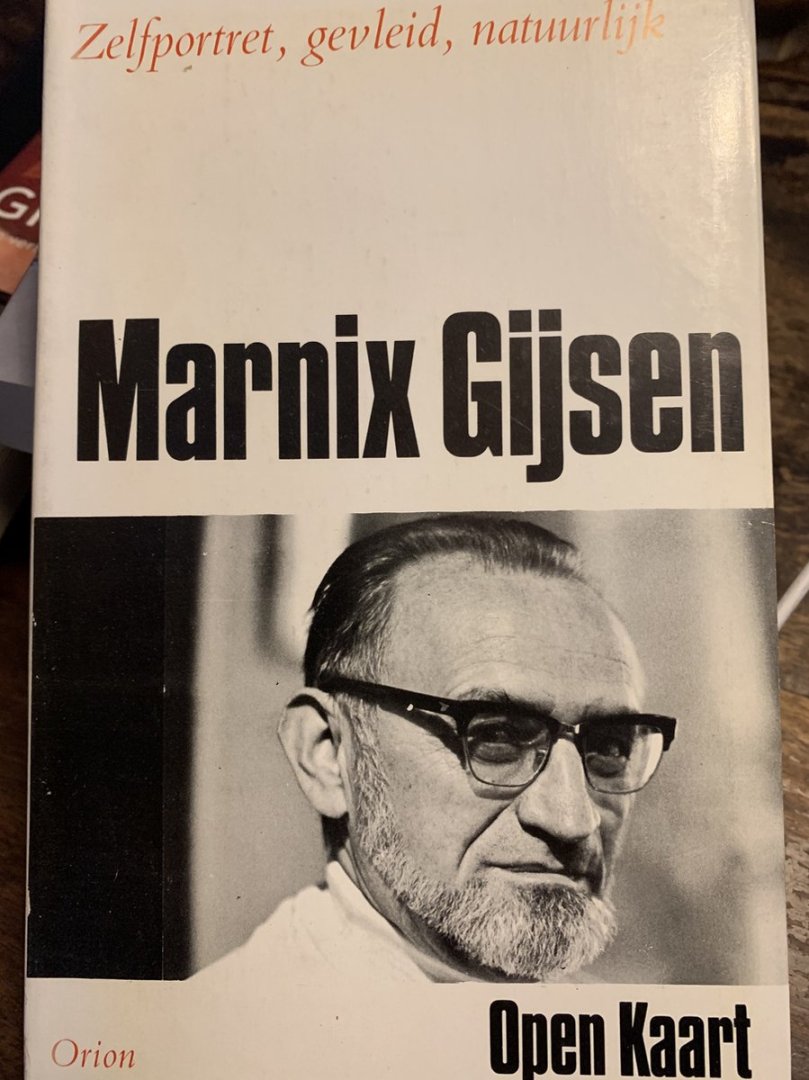 Zelfportret, gevleid, natuurlijk
Marnix Gijsen
Orion
Open Kaart